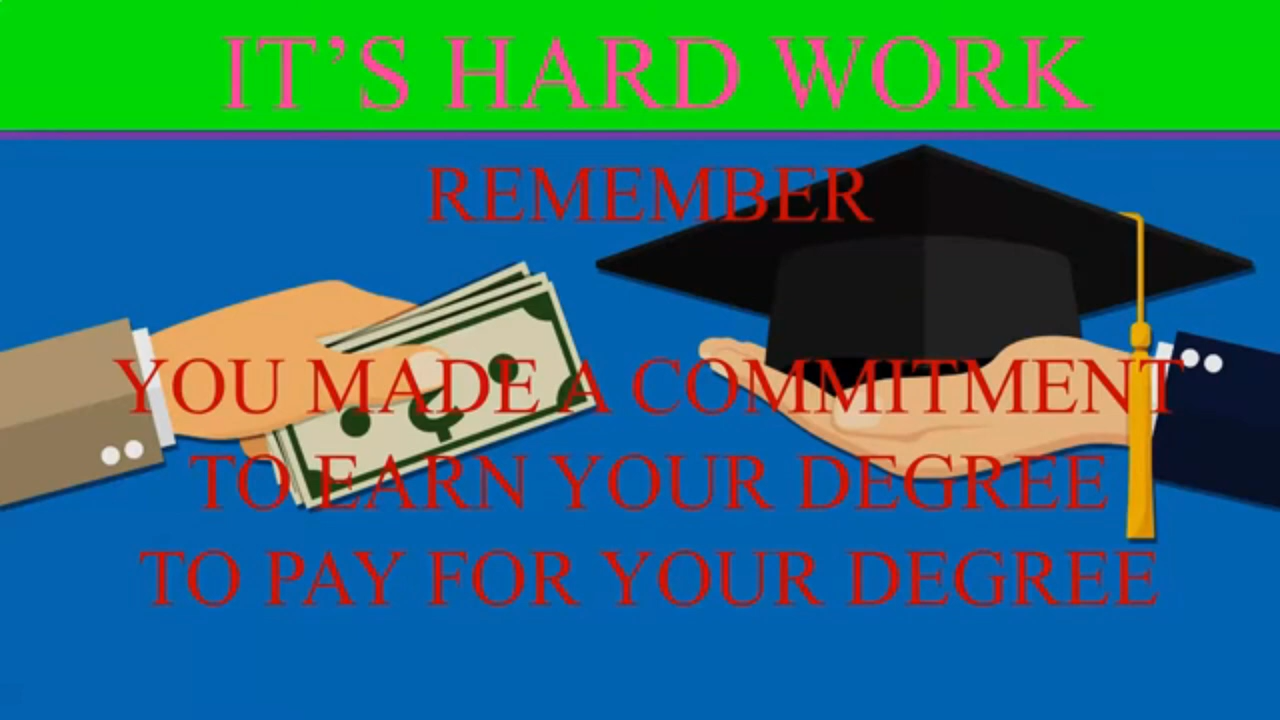 IT’S HARD WORK
REMEMBER
YOU MADE A COMMITMENT
TO EARN YOUR DEGREE
TO PAY FOR YOUR DEGREE